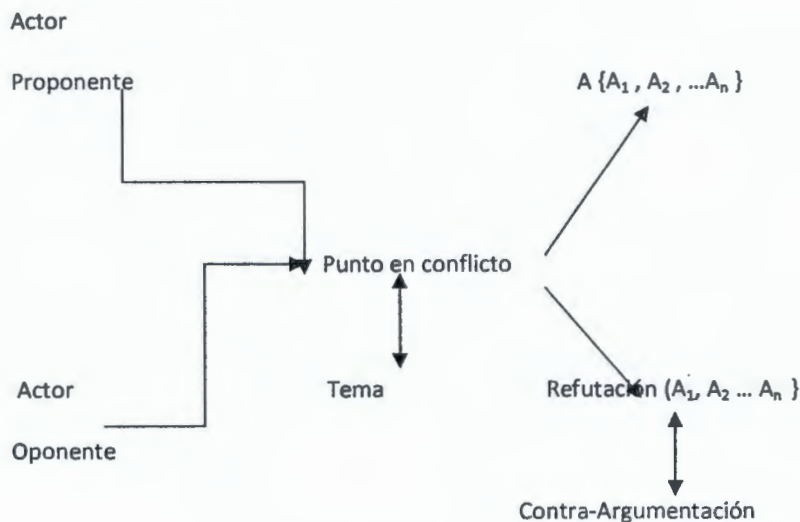 Actor
Proponente
A {A₁ , A₂ , ...Aₙ }
Punto en conflicto
Actor
Tema
Refutación (A₁, A₂ ... Aₙ }
Oponente
Contra-Argumentación